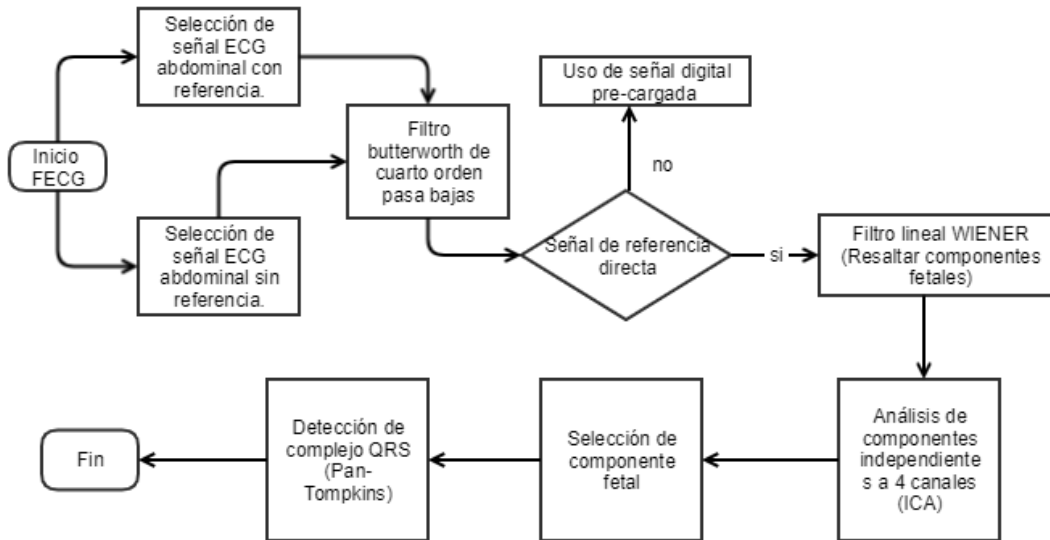 Selección de
señal ECG
abdominal con
referencia.
Uso de señal digital
pre-cargada
Filtro
butterworth de
cuarto orden
pasa bajas
Inicio
FECG
no
Selección de
señal ECG
abdominal sin
referencia.
Señal de referencia
directa
si
Filtro lineal WIENER
(Resaltar componentes
fetales)
Análisis de
componentes
independiente
s a 4 canales
(ICA)
Selección de
componente
fetal
Detección de
complejo QRS
(Pan-
Tompkins)
Fin